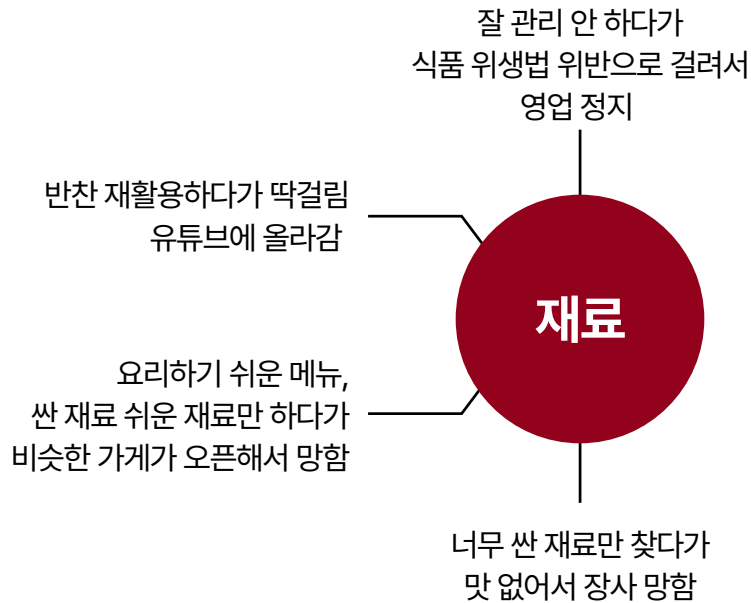 잘 관리 안 하다가
식품 위생법 위반으로 걸려서
영업 정지
반찬 재활용하다가 딱걸림
유튜브에 올라감
재료
요리하기 쉬운 메뉴,
싼 재료 쉬운 재료만 하다가
비슷한 가게가 오픈해서 망함
너무 싼 재료만 찾다가
맛 없어서 장사 망함